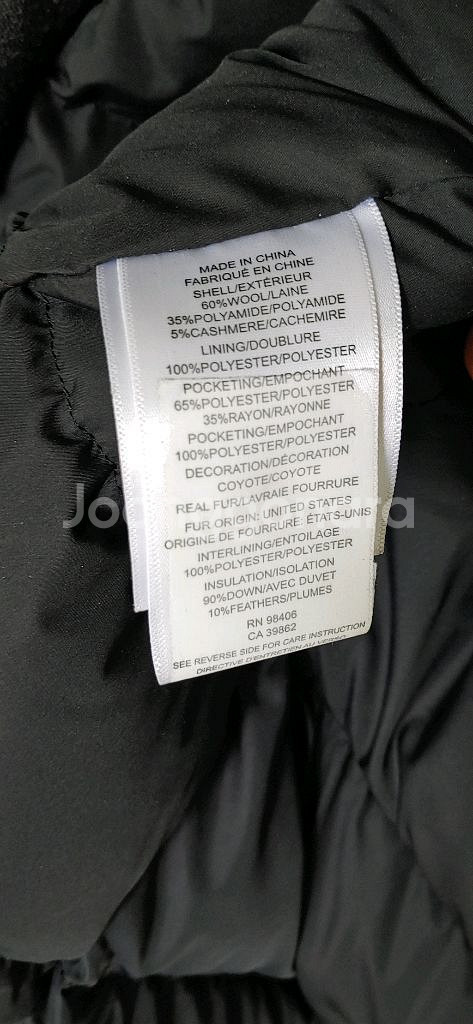 MADE IN CHINA
FABRIQUÉ EN CHINE
SHELL/EXTÉRIEUR
60%WOOL/LAINE
35%POLYAMIDE/POLYAMIDE
5%CASHMERE/CACHEMIRE
LINING/DOUBLURE
100%POLYESTER/POLYESTER
POCKETING/EMPOCHANT
65%POLYESTER/POLYESTER
35%RAYON/RAYONNE
POCKETING/EMPOCHANT
100%POLYESTER/POLYESTER
DECORATION/DÉCORATION
COYOTE/COYOTE
REAL FUR/LAVRAIE FOURRURE
FUR ORIGIN: UNITED STATES
ORIGINE DE FOURRURE: ÉTATS-UNIS
INTERLINING/ENTOILAGE
100%POLYESTER/POLYESTER
INSULATION/ISOLATION
90%DOWN/AVEC DUVET
10%FEATHERS/PLUMES
RN 98406
CA 39862
SEE REVERSE SIDE FOR CARE INSTRUCTION
DIRECTIVE D'ENTRETIEN AU VERSO